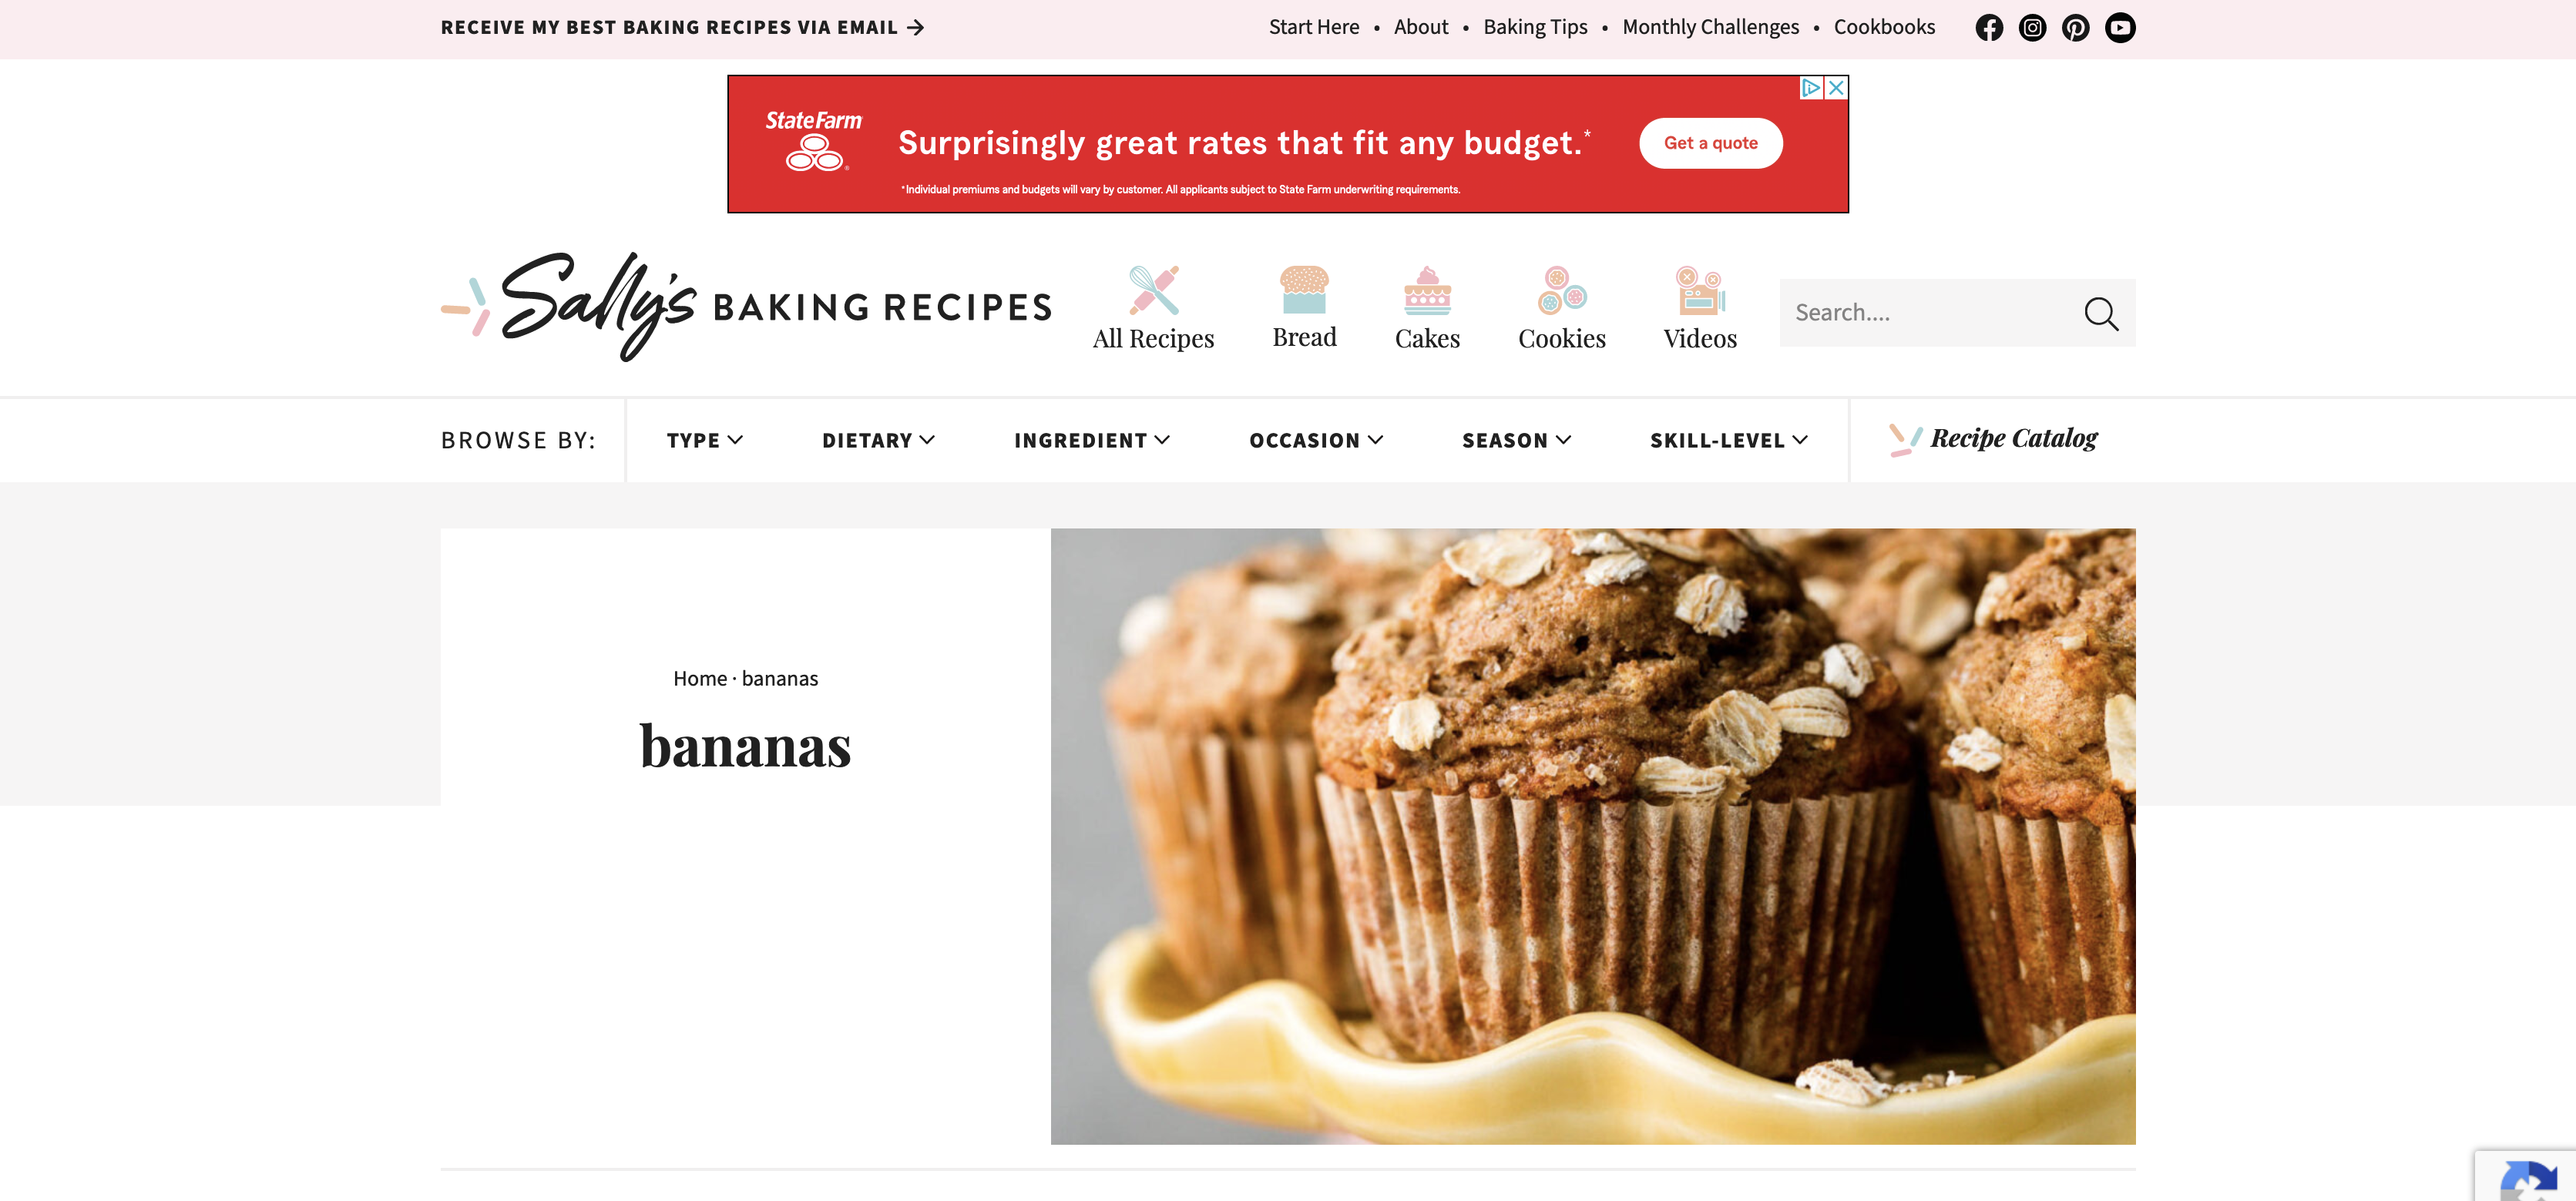 RECEIVE MY BEST BAKING RECIPES VIA EMAIL →
Start Here • About • Baking Tips • Monthly Challenges • Cookbooks
State Farm
Surprisingly great rates that fit any budget.*
Get a quote
*Individual premiums and budgets will vary by customer. All applicants subject to State Farm underwriting requirements.
Sally's BAKING RECIPES
All Recipes
Bread
Cakes
Cookies
Videos
Search....
BROWSE BY:
TYPE
DIETARY
INGREDIENT
OCCASION
SEASON
SKILL-LEVEL
Recipe Catalog
Home · bananas
bananas